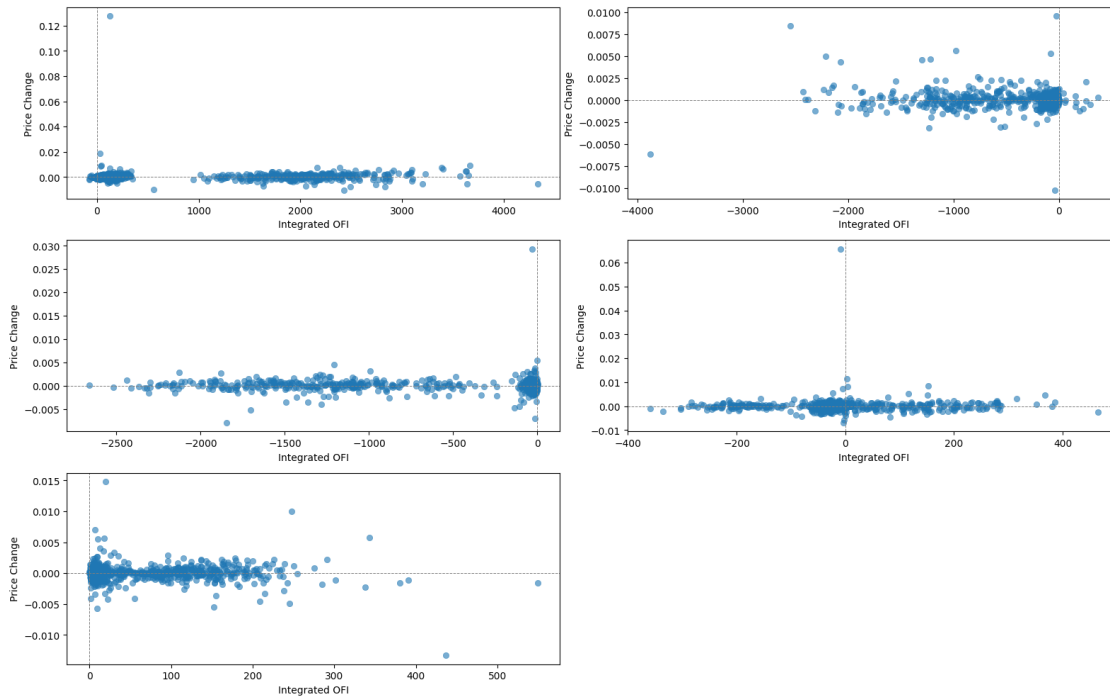 0.12
0.10
0.08
0.06
0.04
0.02
0.00
Price Change
0 1000 2000 3000 4000
Integrated OFI
0.0100
0.0075
0.0050
0.0025
0.0000
−0.0025
−0.0050
−0.0075
−0.0100
Price Change
−4000 −3000 −2000 −1000 0
Integrated OFI
0.030
0.025
0.020
0.015
0.010
0.005
0.000
−0.005
Price Change
−2500 −2000 −1500 −1000 −500 0
Integrated OFI
0.06
0.05
0.04
0.03
0.02
0.01
0.00
−0.01
Price Change
−400 −200 0 200 400
Integrated OFI
0.015
0.010
0.005
0.000
−0.005
−0.010
Price Change
0 100 200 300 400 500
Integrated OFI